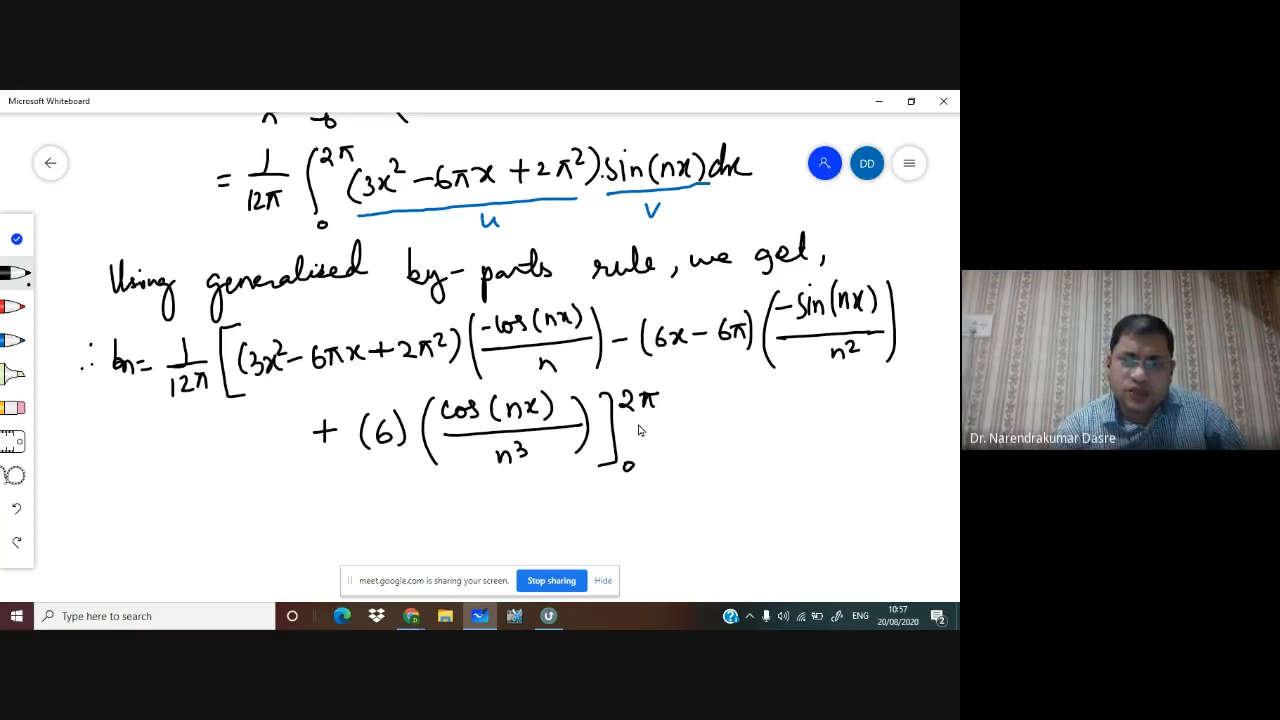 Microsoft Whiteboard
= 1/12π ∫₀^2π (3x² - 6πx + 2π²).sin(nx)dx
u v
DD
Using generalised by-parts rule, we get,
∴ bn= 1/12π [(3x² - 6πx + 2π²) (-cos(nx)/n) - (6x - 6π) (-sin(nx)/n²)
+ (6) (cos(nx)/n³)]₀^2π
Dr. Narendrakumar Dasre
meet.google.com is sharing your screen. Stop sharing Hide
Type here to search
ENG
10:57
20/08/2020
2